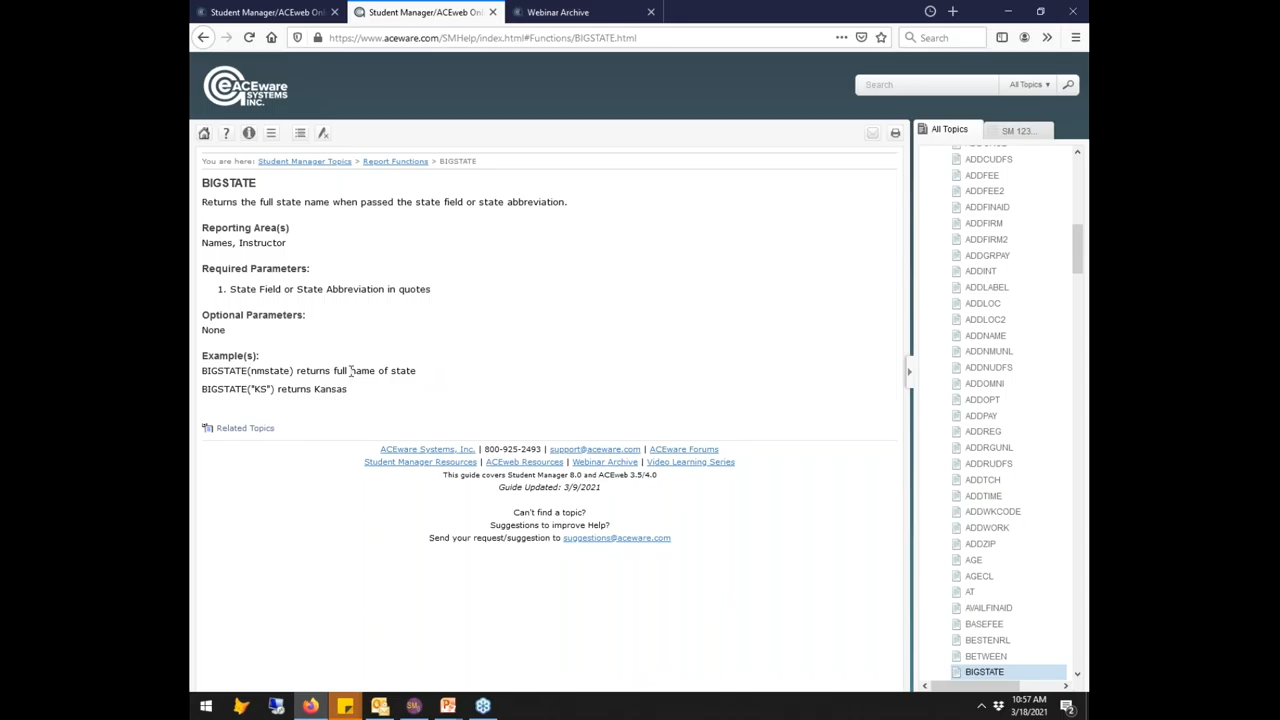 Student Manager/ACEweb Onl
Student Manager/ACEweb Onl
Webinar Archive
https://www.aceware.com/SMHelp/index.html#Functions/BIGSTATE.html
Search
ACEware
SYSTEMS
INC.
Search
All Topics
All Topics
SM 123...
You are here: Student Manager Topics > Report Functions > BIGSTATE
BIGSTATE
Returns the full state name when passed the state field or state abbreviation.
Reporting Area(s)
Names, Instructor
Required Parameters:
1. State Field or State Abbreviation in quotes
Optional Parameters:
None
Example(s):
BIGSTATE(nmstate) returns full name of state
BIGSTATE("KS") returns Kansas
Related Topics
ACEware Systems, Inc. | 800-925-2493 | support@aceware.com | ACEware Forums
Student Manager Resources | ACEweb Resources | Webinar Archive | Video Learning Series
This guide covers Student Manager 8.0 and ACEweb 3.5/4.0
Guide Updated: 3/9/2021
Can't find a topic?
Suggestions to improve Help?
Send your request/suggestion to suggestions@aceware.com
ADDCUDFS
ADDFEE
ADDFEE2
ADDFINAID
ADDFIRM
ADDFIRM2
ADDGRPAY
ADDINT
ADDLABEL
ADDLOC
ADDLOC2
ADDNAME
ADDNMUNL
ADDNUDFS
ADDOMNI
ADDOPT
ADDPAY
ADDREG
ADDRGUNL
ADDRUDFS
ADDTCH
ADDTIME
ADDWKCODE
ADDWORK
ADDZIP
AGE
AGECL
AT
AVAILFINAID
BASEFEE
BESTENRL
BETWEEN
BIGSTATE
10:57 AM
3/18/2021
2